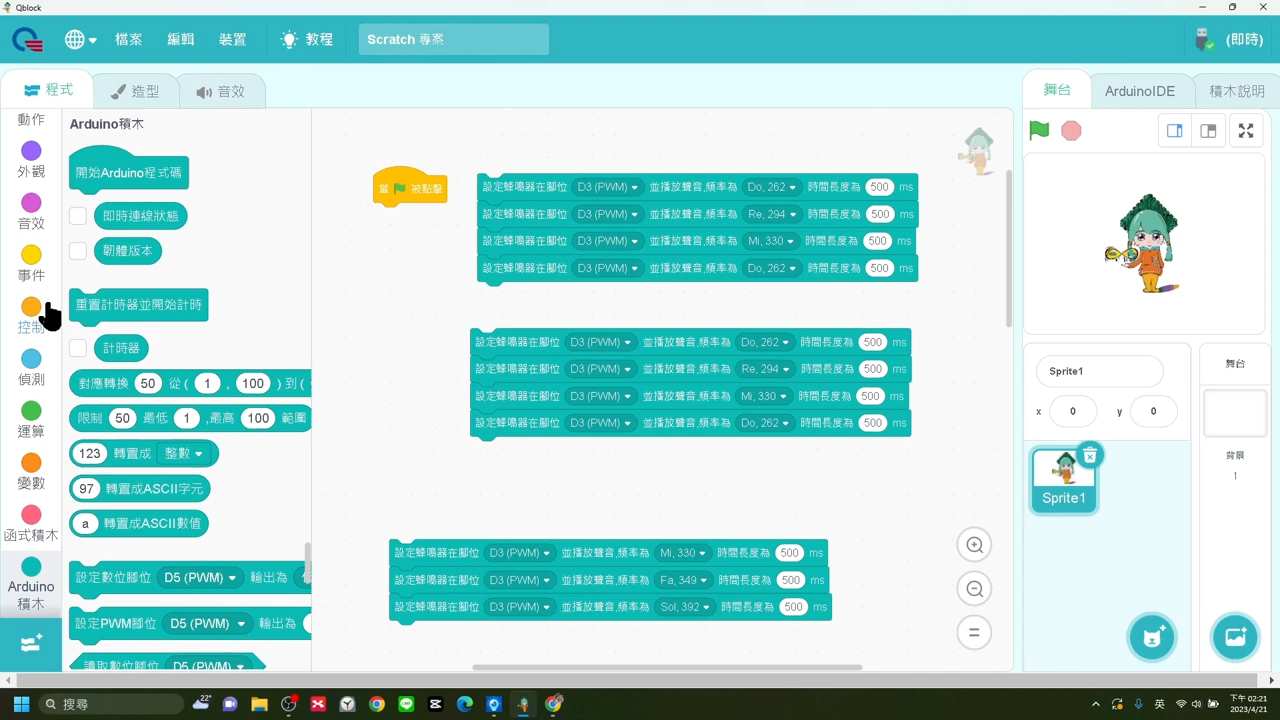 Qblock
檔案 編輯 裝置 教程 Scratch 專案 (即時)
程式 造型 音效 舞台 ArduinoIDE 積木說明
動作
外觀
音效
事件
控制
偵測
運算
變數
函式積木
Arduino
積木
Arduino積木
開始Arduino程式碼
即時連線狀態
韌體版本
重置計時器並開始計時
計時器
對應轉換 50 從 ( 1 , 100 ) 到 (
限制 50 最低 1 ,最高 100 範圍
123 轉置成 整數
97 轉置成ASCII字元
a 轉置成ASCII數值
設定數位腳位 D5 (PWM) 輸出為
設定PWM腳位 D5 (PWM) 輸出為
讀取數位腳位 D5 (PWM)
當 被點擊
設定蜂鳴器在腳位 D3 (PWM) 並播放聲音,頻率為 Do, 262 時間長度為 500 ms
設定蜂鳴器在腳位 D3 (PWM) 並播放聲音,頻率為 Re, 294 時間長度為 500 ms
設定蜂鳴器在腳位 D3 (PWM) 並播放聲音,頻率為 Mi, 330 時間長度為 500 ms
設定蜂鳴器在腳位 D3 (PWM) 並播放聲音,頻率為 Do, 262 時間長度為 500 ms
設定蜂鳴器在腳位 D3 (PWM) 並播放聲音,頻率為 Do, 262 時間長度為 500 ms
設定蜂鳴器在腳位 D3 (PWM) 並播放聲音,頻率為 Re, 294 時間長度為 500 ms
設定蜂鳴器在腳位 D3 (PWM) 並播放聲音,頻率為 Mi, 330 時間長度為 500 ms
設定蜂鳴器在腳位 D3 (PWM) 並播放聲音,頻率為 Do, 262 時間長度為 500 ms
設定蜂鳴器在腳位 D3 (PWM) 並播放聲音,頻率為 Mi, 330 時間長度為 500 ms
設定蜂鳴器在腳位 D3 (PWM) 並播放聲音,頻率為 Fa, 349 時間長度為 500 ms
設定蜂鳴器在腳位 D3 (PWM) 並播放聲音,頻率為 Sol, 392 時間長度為 500 ms
Sprite1
x 0 y 0
Sprite1
舞台
背景
1
搜尋
22°
英
下午 02:21
2023/4/21